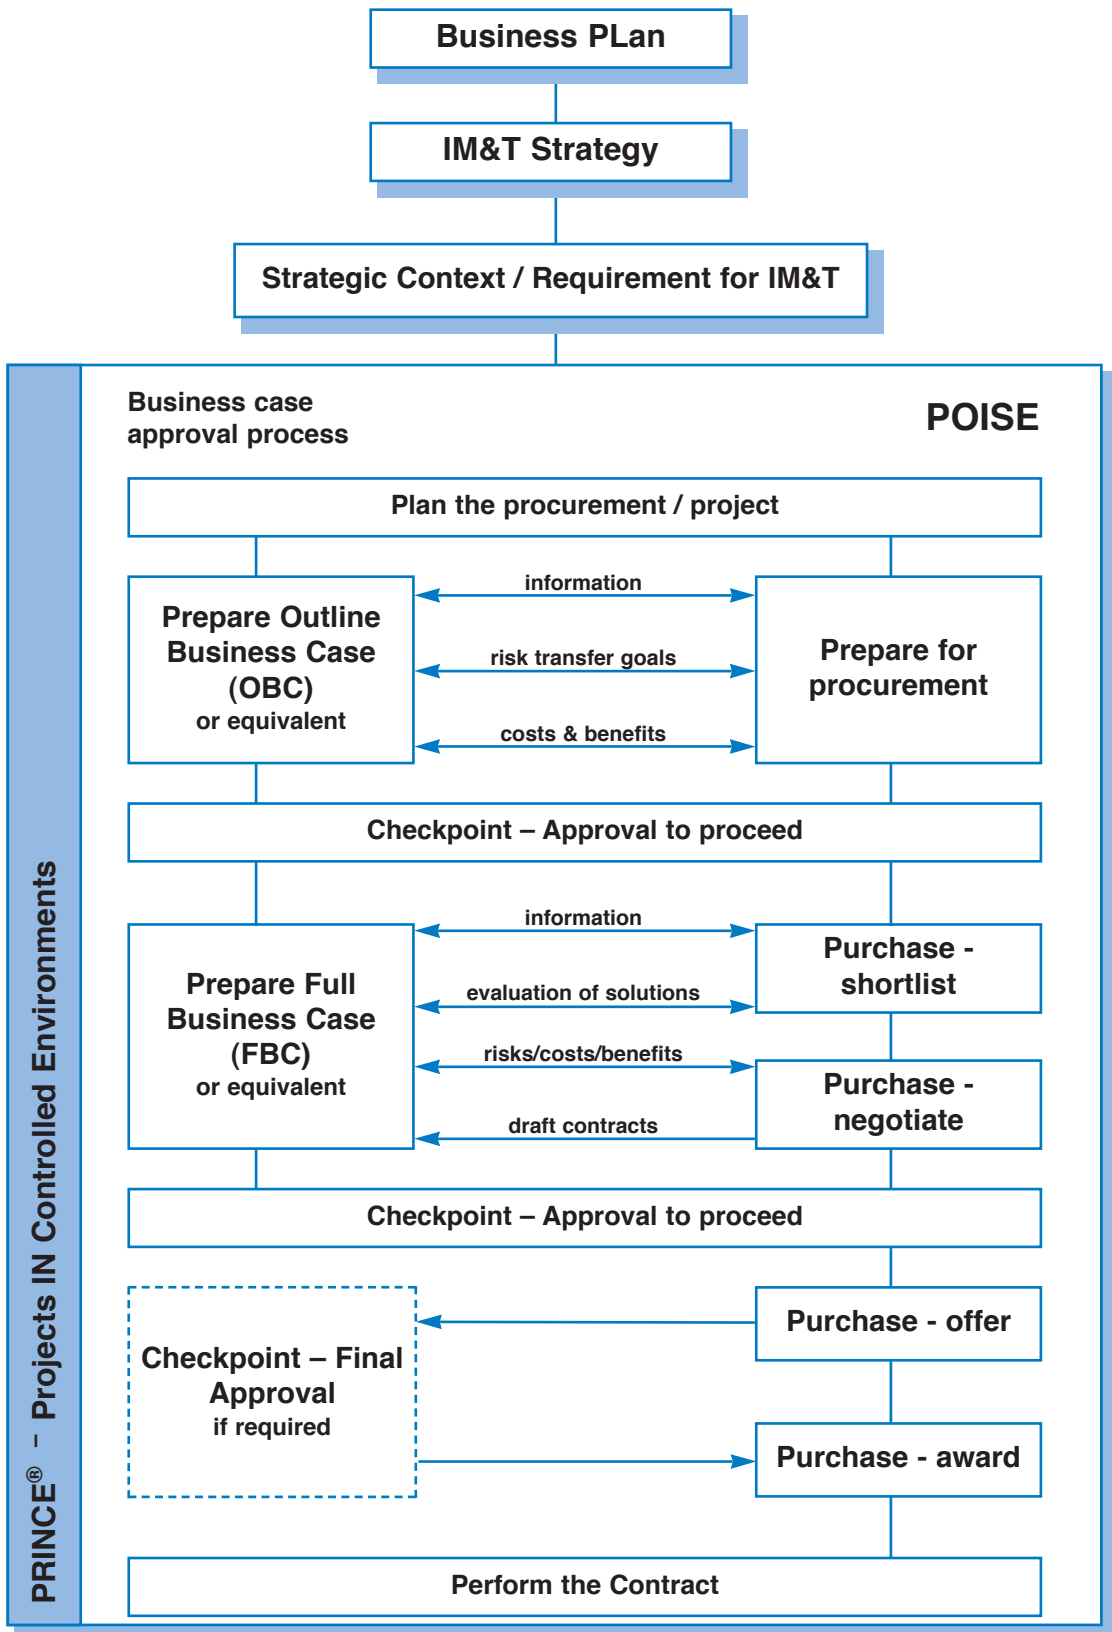 Business PLan
IM&T Strategy
Strategic Context / Requirement for IM&T
Business case
approval process
POISE
Plan the procurement / project
Prepare Outline
Business Case
(OBC)
or equivalent
information
risk transfer goals
costs & benefits
Prepare for
procurement
Checkpoint – Approval to proceed
Prepare Full
Business Case
(FBC)
or equivalent
information
evaluation of solutions
risks/costs/benefits
draft contracts
Purchase -
shortlist
Purchase -
negotiate
Checkpoint – Approval to proceed
Checkpoint – Final
Approval
if required
Purchase - offer
Purchase - award
Perform the Contract
PRINCE® – Projects IN Controlled Environments